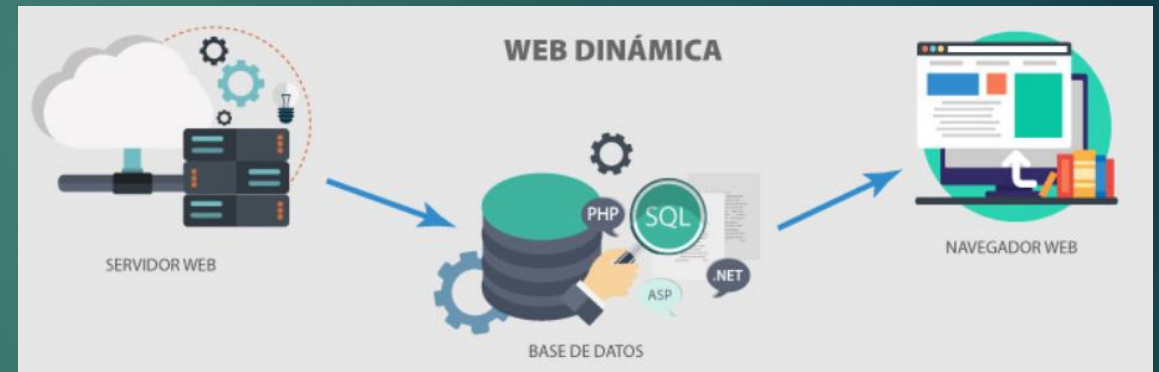 WEB DINÁMICA
SERVIDOR WEB
PHP
SQL
.NET
ASP
BASE DE DATOS
NAVEGADOR WEB